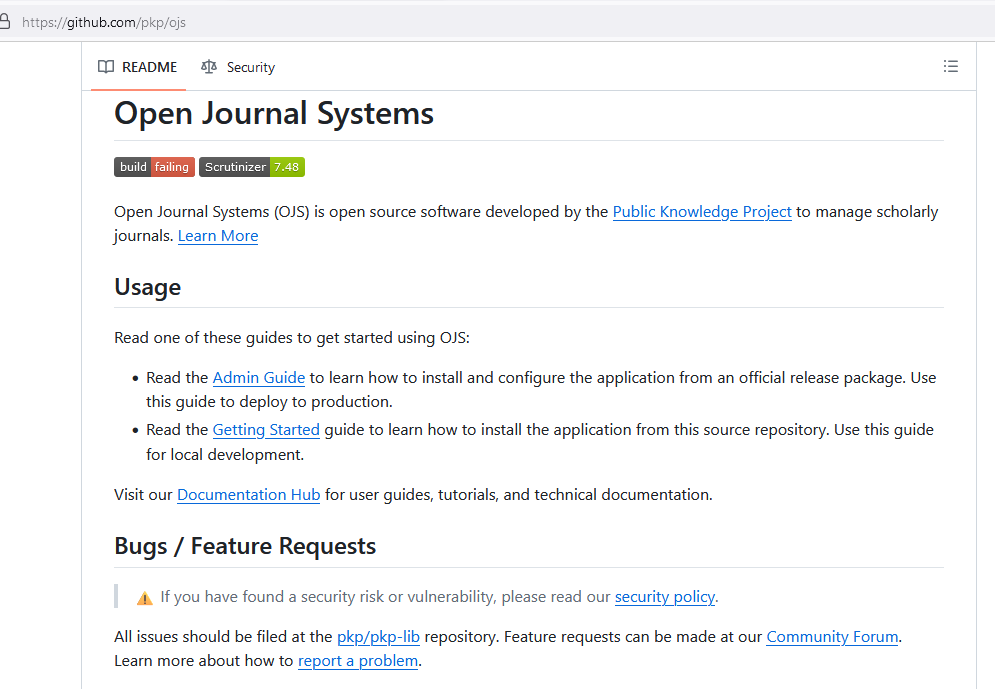 https://github.com/pkp/ojs
README
Security
Open Journal Systems
build failing Scrutinizer 7.48
Open Journal Systems (OJS) is open source software developed by the Public Knowledge Project to manage scholarly
journals. Learn More
Usage
Read one of these guides to get started using OJS:
• Read the Admin Guide to learn how to install and configure the application from an official release package. Use
this guide to deploy to production.
• Read the Getting Started guide to learn how to install the application from this source repository. Use this guide
for local development.
Visit our Documentation Hub for user guides, tutorials, and technical documentation.
Bugs / Feature Requests
⚠ If you have found a security risk or vulnerability, please read our security policy.
All issues should be filed at the pkp/pkp-lib repository. Feature requests can be made at our Community Forum.
Learn more about how to report a problem.